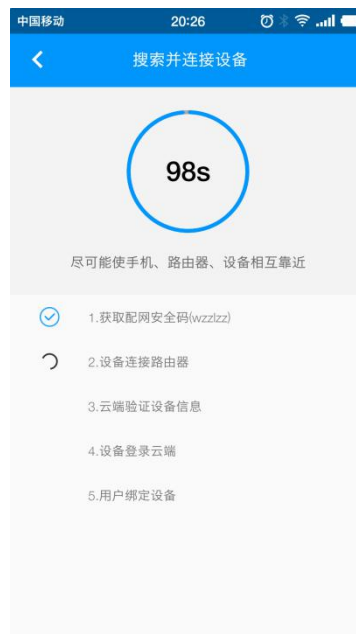 中国移动 20:26
搜索并连接设备
98s
尽可能使手机、路由器、设备相互靠近
1.获取配网安全码(wzzlzz)
2.设备连接路由器
3.云端验证设备信息
4.设备登录云端
5.用户绑定设备